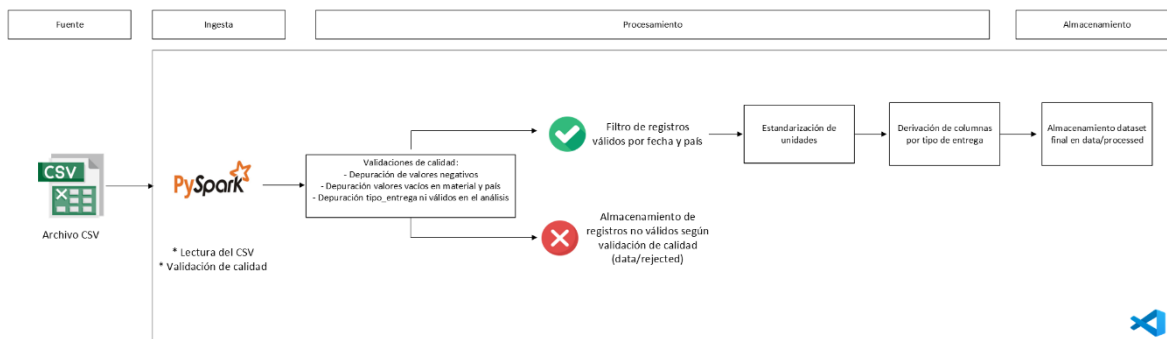 Fuente
Ingesta
Procesamiento
Almacenamiento
CSV
Archivo CSV
PySpark
* Lectura del CSV
* Validación de calidad
Validaciones de calidad:
- Depuración de valores negativos
- Depuración valores vacíos en material y país
- Depuración tipo_entrega ni válidos en el análisis
Filtro de registros
válidos por fecha y país
Almacenamiento de
registros no válidos según
validación de calidad
(data/rejected)
Estandarización de
unidades
Derivación de columnas
por tipo de entrega
Almacenamiento dataset
final en data/processed